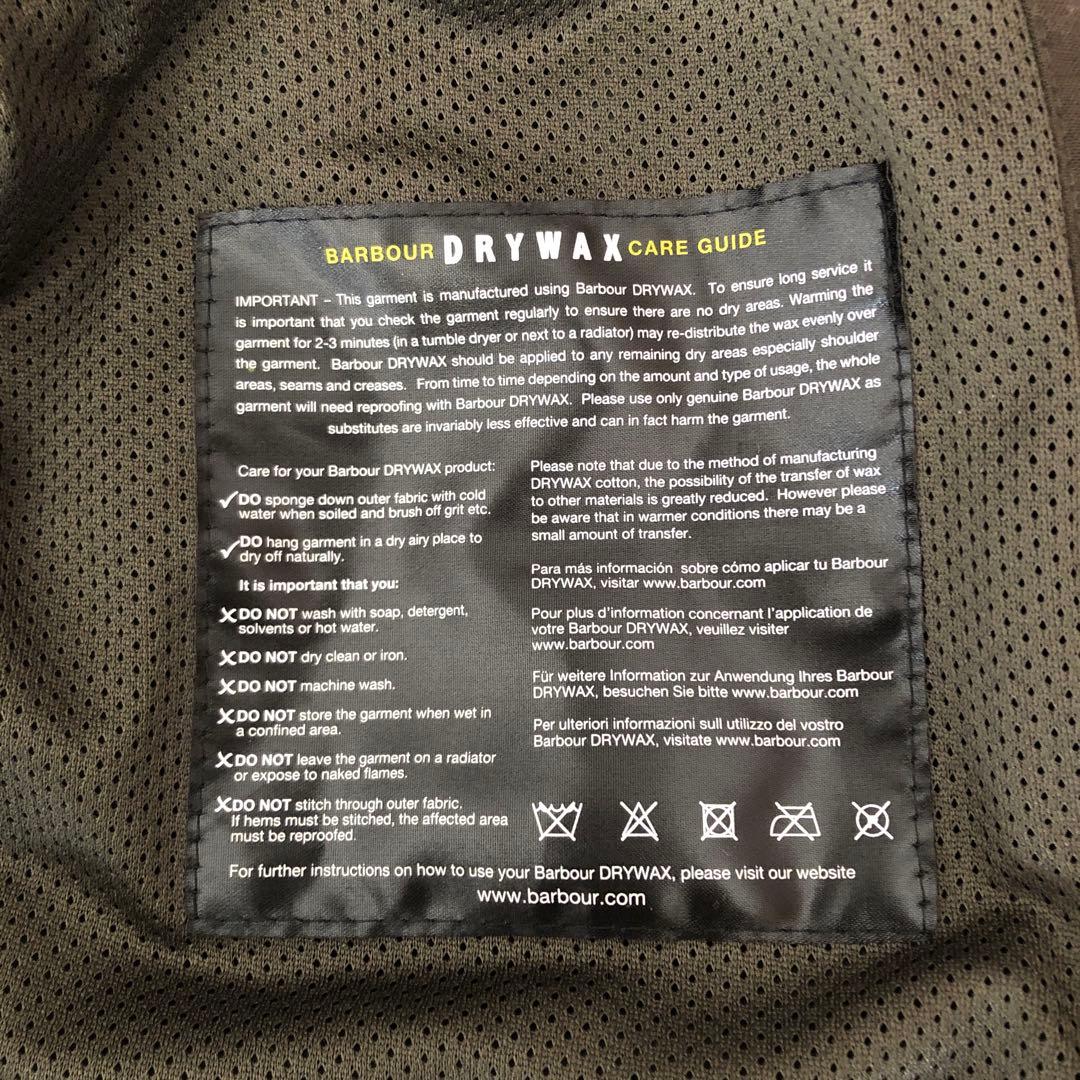 BARBOUR DRYWAX CARE GUIDE
IMPORTANT – This garment is manufactured using Barbour DRYWAX. To ensure long service it
is important that you check the garment regularly to ensure there are no dry areas. Warming the
garment for 2-3 minutes (in a tumble dryer or next to a radiator) may re-distribute the wax evenly over
the garment. Barbour DRYWAX should be applied to any remaining dry areas especially shoulder
areas, seams and creases. From time to time depending on the amount and type of usage, the whole
garment will need reproofing with Barbour DRYWAX. Please use only genuine Barbour DRYWAX as
substitutes are invariably less effective and can in fact harm the garment.
Care for your Barbour DRYWAX product:
DO sponge down outer fabric with cold
water when soiled and brush off grit etc.
DO hang garment in a dry airy place to
dry off naturally.
It is important that you:
DO NOT wash with soap, detergent,
solvents or hot water.
DO NOT dry clean or iron.
DO NOT machine wash.
DO NOT store the garment when wet in
a confined area.
DO NOT leave the garment on a radiator
or expose to naked flames.
DO NOT stitch through outer fabric.
If hems must be stitched, the affected area
must be reproofed.
Please note that due to the method of manufacturing
DRYWAX cotton, the possibility of the transfer of wax
to other materials is greatly reduced. However please
be aware that in warmer conditions there may be a
small amount of transfer.
Para más información sobre cómo aplicar tu Barbour
DRYWAX, visitar www.barbour.com
Pour plus d'information concernant l'application de
votre Barbour DRYWAX, veuillez visiter
www.barbour.com
Für weitere Information zur Anwendung Ihres Barbour
DRYWAX, besuchen Sie bitte www.barbour.com
Per ulteriori informazioni sull utilizzo del vostro
Barbour DRYWAX, visitate www.barbour.com
For further instructions on how to use your Barbour DRYWAX, please visit our website
www.barbour.com